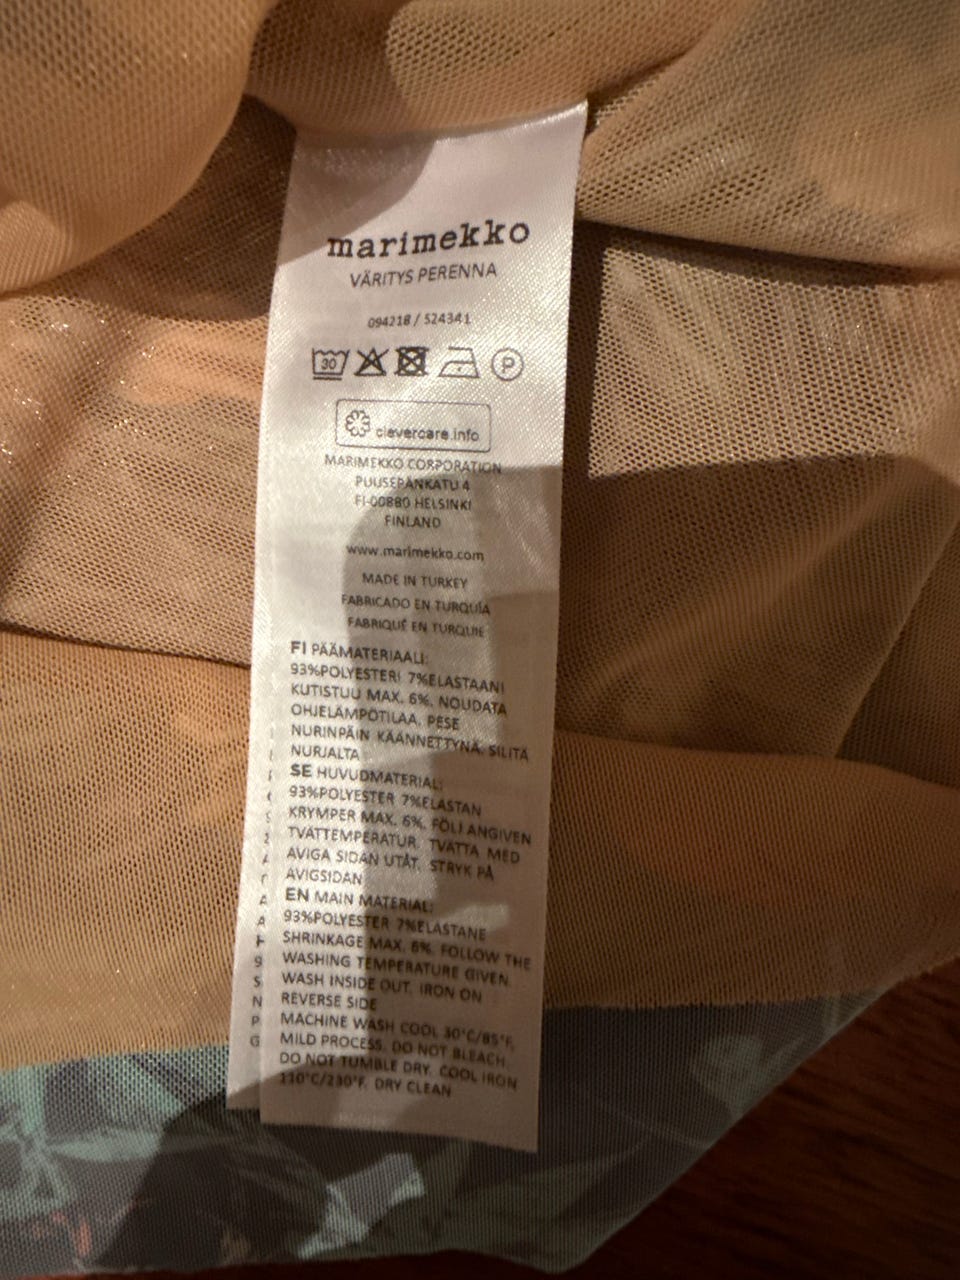 marimekko
VÄRITYS PERENNA
094218 / 524341
30
P
clevercare.info
MARIMEKKO CORPORATION
PUUSEPÄNKATU 4
FI-00880 HELSINKI
FINLAND
www.marimekko.com
MADE IN TURKEY
FABRICADO EN TURQUÍA
FABRIQUÉ EN TURQUIE
FI PÄÄMATERIAALI:
93%POLYESTERI 7%ELASTAANI
KUTISTUU MAX. 6%. NOUDATA
OHJELÄMPÖTILAA. PESE
NURINPÄIN KÄÄNNETTYNÄ. SILITÄ
NURJALTA
SE HUVUDMATERIAL:
93%POLYESTER 7%ELASTAN
KRYMPER MAX. 6%. FÖLJ ANGIVEN
TVÄTTEMPERATUR. TVÄTTA MED
AVIGA SIDAN UTÅT. STRYK PÅ
AVIGSIDAN
EN MAIN MATERIAL:
93%POLYESTER 7%ELASTANE
SHRINKAGE MAX. 6%. FOLLOW THE
WASHING TEMPERATURE GIVEN.
WASH INSIDE OUT. IRON ON
REVERSE SIDE
MACHINE WASH COOL 30°C/85°F,
MILD PROCESS. DO NOT BLEACH.
DO NOT TUMBLE DRY. COOL IRON
110°C/230°F. DRY CLEAN